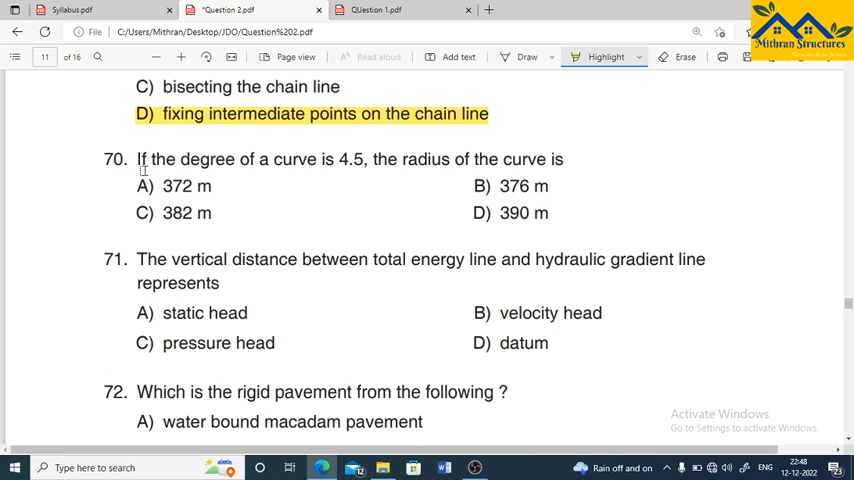 Syllabus.pdf
*Question 2.pdf
QUestion 1.pdf
File
C:/Users/Mithran/Desktop/JDO/Question%202.pdf
11 of 16
Page view
Read aloud
Add text
Draw
Highlight
Erase
Mithran Structures
C) bisecting the chain line
D) fixing intermediate points on the chain line
70. If the degree of a curve is 4.5, the radius of the curve is
A) 372 m B) 376 m
C) 382 m D) 390 m
71. The vertical distance between total energy line and hydraulic gradient line
represents
A) static head B) velocity head
C) pressure head D) datum
72. Which is the rigid pavement from the following ?
A) water bound macadam pavement
Activate Windows
Go to Settings to activate Windows.
Type here to search
12
Rain off and on
ENG
22:48
12-12-2022
23